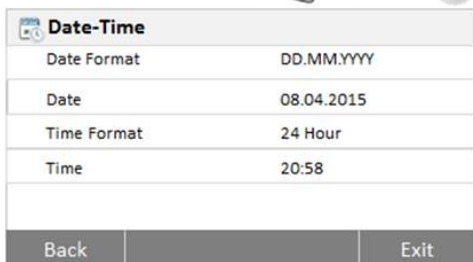 Date-Time
Date Format DD.MM.YYYY
Date 08.04.2015
Time Format 24 Hour
Time 20:58
Back Exit